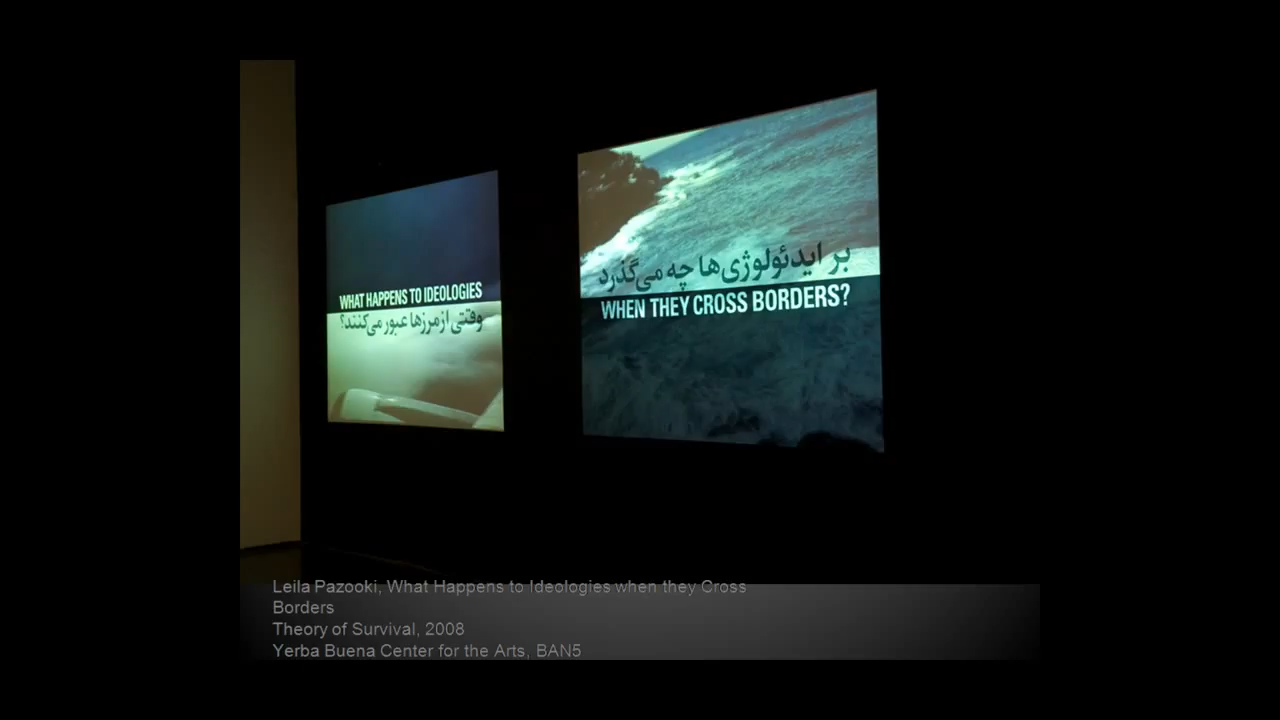 WHAT HAPPENS TO IDEOLOGIES
وقتی از مرزها عبور می‌کنند؟
بر ایدئولوژی‌ها چه می‌گذرد
WHEN THEY CROSS BORDERS?
Leila Pazooki, What Happens to Ideologies when they Cross
Borders
Theory of Survival, 2008
Yerba Buena Center for the Arts, BAN5